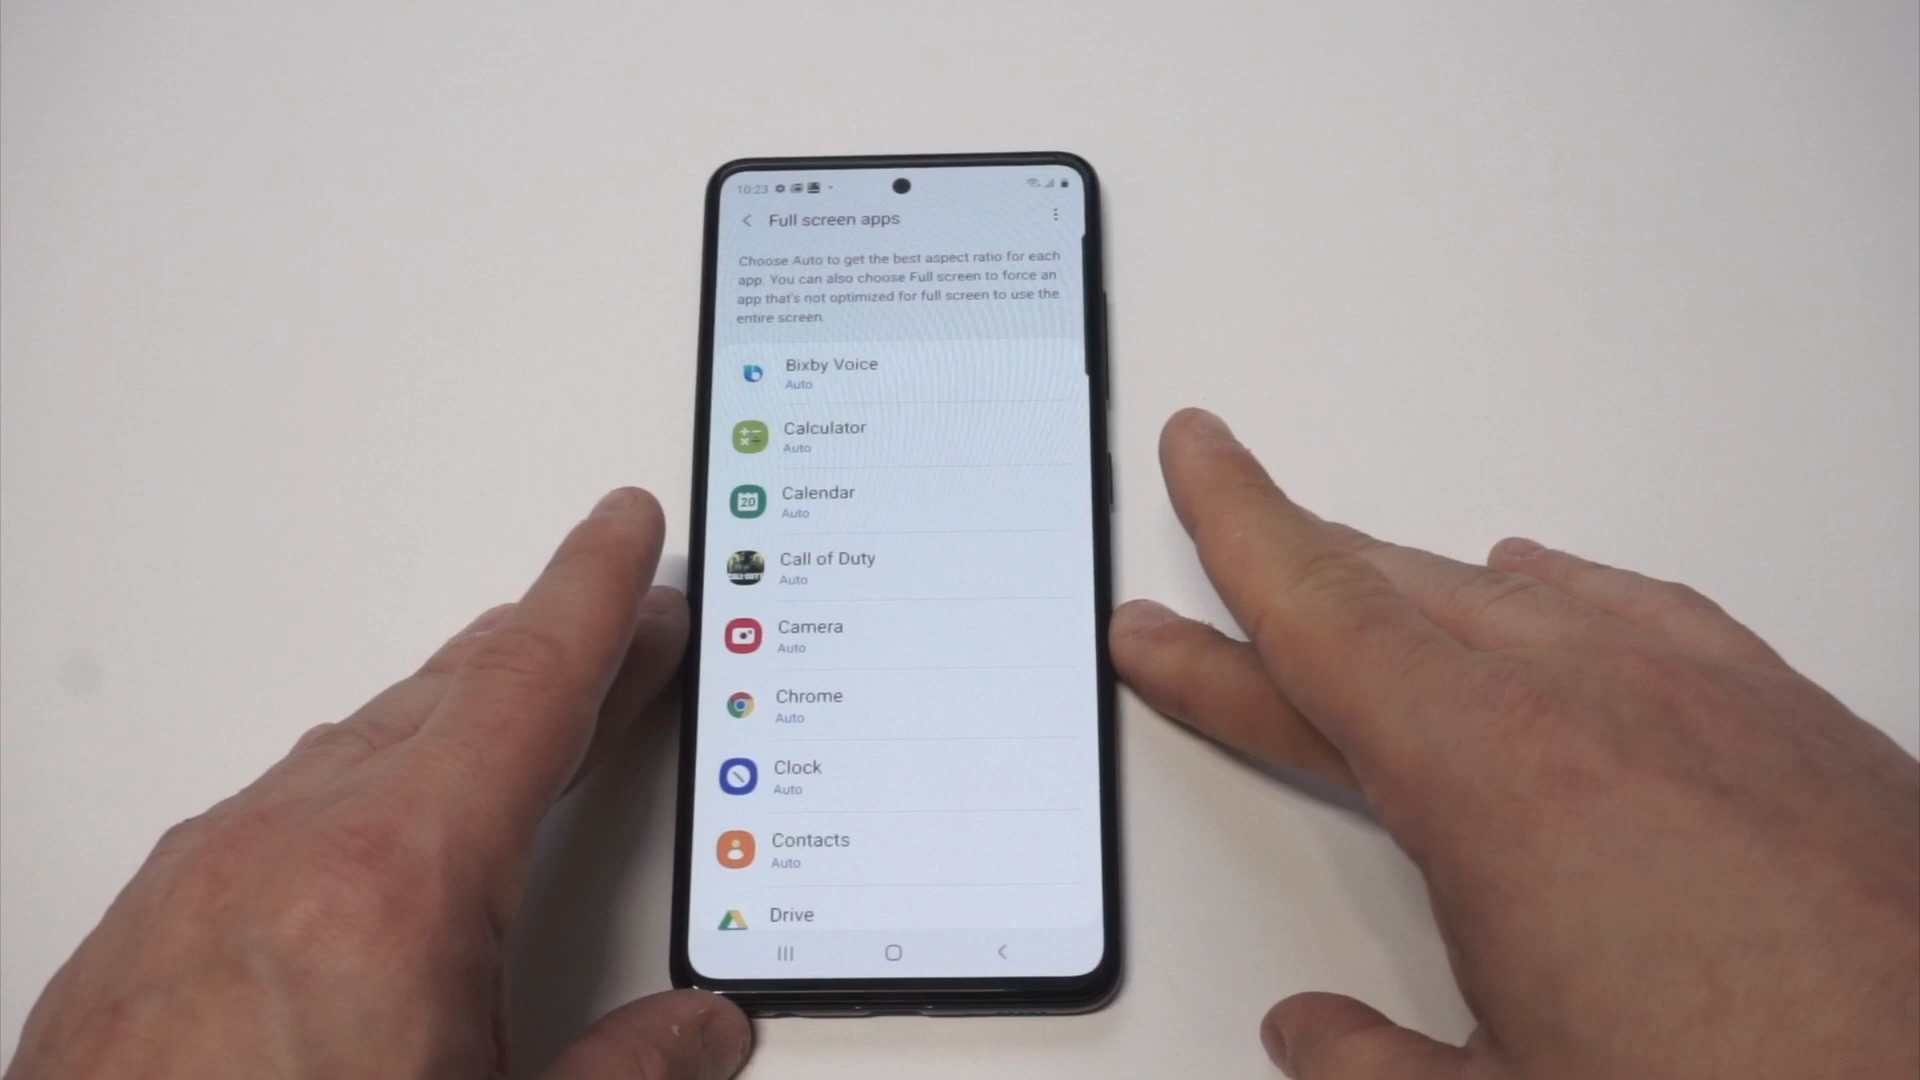 10:23
Full screen apps
Choose Auto to get the best aspect ratio for each
app. You can also choose Full screen to force an
app that's not optimized for full screen to use the
entire screen.
Bixby Voice
Auto
Calculator
Auto
20
Calendar
Auto
CALL OF DUTY
Call of Duty
Auto
Camera
Auto
Chrome
Auto
Clock
Auto
Contacts
Auto
Drive